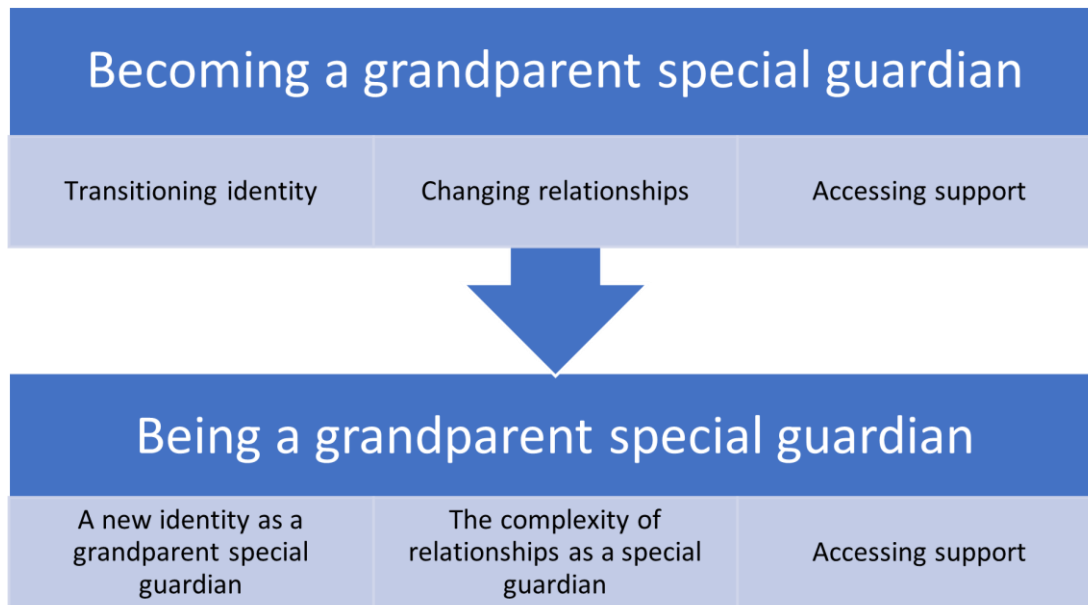 Becoming a grandparent special guardian
Transitioning identity
Changing relationships
Accessing support
Being a grandparent special guardian
A new identity as a
grandparent special
guardian
The complexity of
relationships as a special
guardian
Accessing support